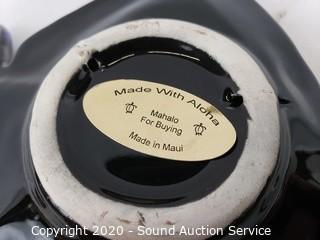 Made With Aloha
Mahalo
For Buying
Made in Maui
Copyright 2020 - Sound Auction Service